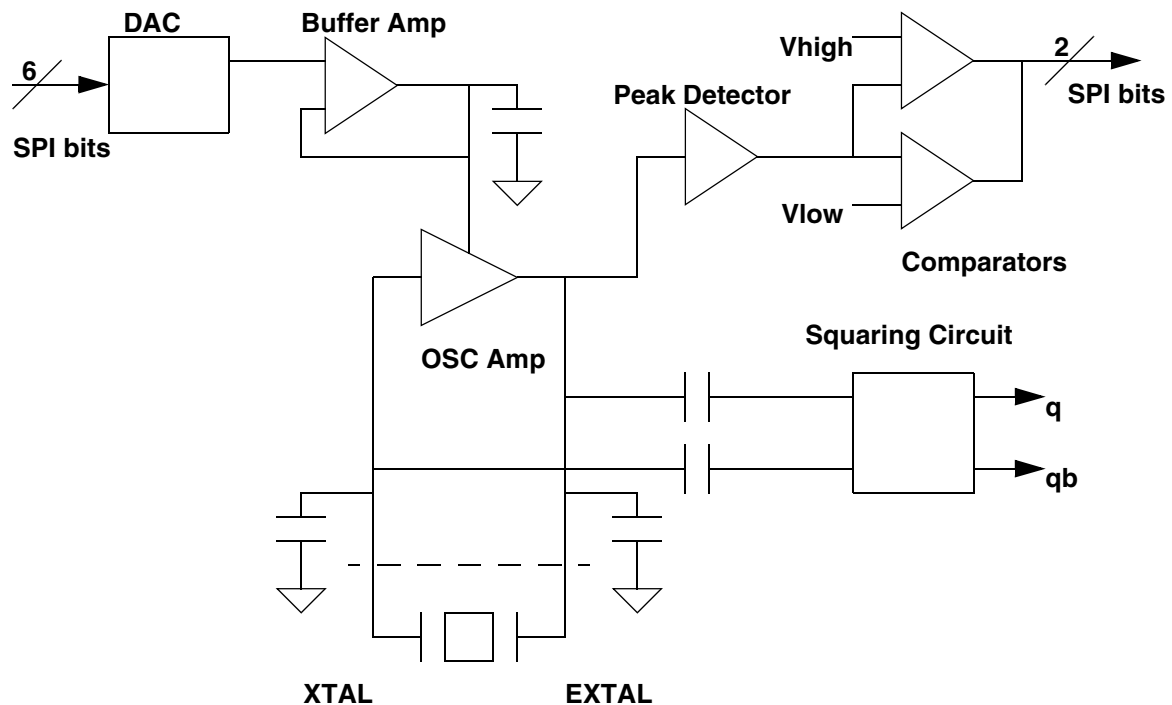 DAC
Buffer Amp
6
SPI bits
Vhigh
2
SPI bits
Peak Detector
Vlow
Comparators
OSC Amp
Squaring Circuit
q
qb
XTAL
EXTAL